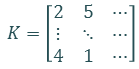 K = [2 5 ⋯
⋮ ⋱ ⋯
4 1 ⋯]